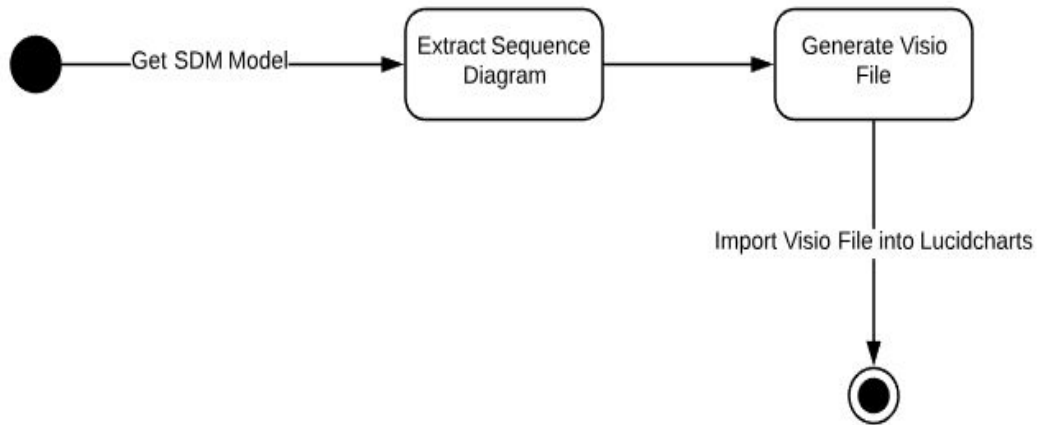 Get SDM Model
Extract Sequence
Diagram
Generate Visio
File
Import Visio File into Lucidcharts